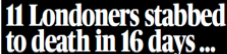 11 Londoners stabbed
to death in 16 days ...